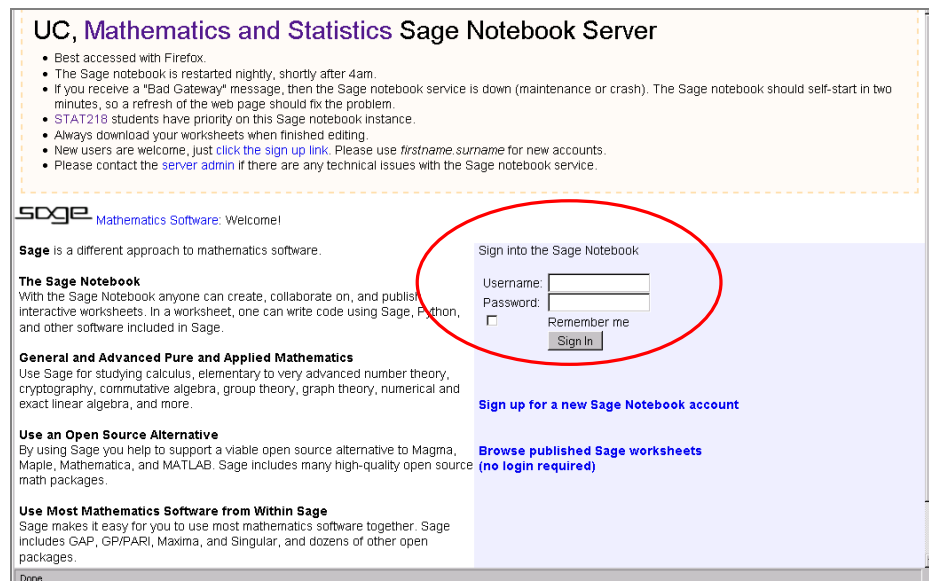 UC, Mathematics and Statistics Sage Notebook Server
• Best accessed with Firefox.
• The Sage notebook is restarted nightly, shortly after 4am.
• If you receive a "Bad Gateway" message, then the Sage notebook service is down (maintenance or crash). The Sage notebook should self-start in two
minutes, so a refresh of the web page should fix the problem.
• STAT218 students have priority on this Sage notebook instance.
• Always download your worksheets when finished editing.
• New users are welcome, just click the sign up link. Please use firstname.surname for new accounts.
• Please contact the server admin if there are any technical issues with the Sage notebook service.
sage Mathematics Software: Welcome!
Sage is a different approach to mathematics software.
The Sage Notebook
With the Sage Notebook anyone can create, collaborate on, and publish
interactive worksheets. In a worksheet, one can write code using Sage, Python,
and other software included in Sage.
General and Advanced Pure and Applied Mathematics
Use Sage for studying calculus, elementary to very advanced number theory,
cryptography, commutative algebra, group theory, graph theory, numerical and
exact linear algebra, and more.
Use an Open Source Alternative
By using Sage you help to support a viable open source alternative to Magma,
Maple, Mathematica, and MATLAB. Sage includes many high-quality open source
math packages.
Use Most Mathematics Software from Within Sage
Sage makes it easy for you to use most mathematics software together. Sage
includes GAP, GP/PARI, Maxima, and Singular, and dozens of other open
packages.
Sign into the Sage Notebook
Username:
Password:
Remember me
Sign In
Sign up for a new Sage Notebook account
Browse published Sage worksheets
(no login required)
Done